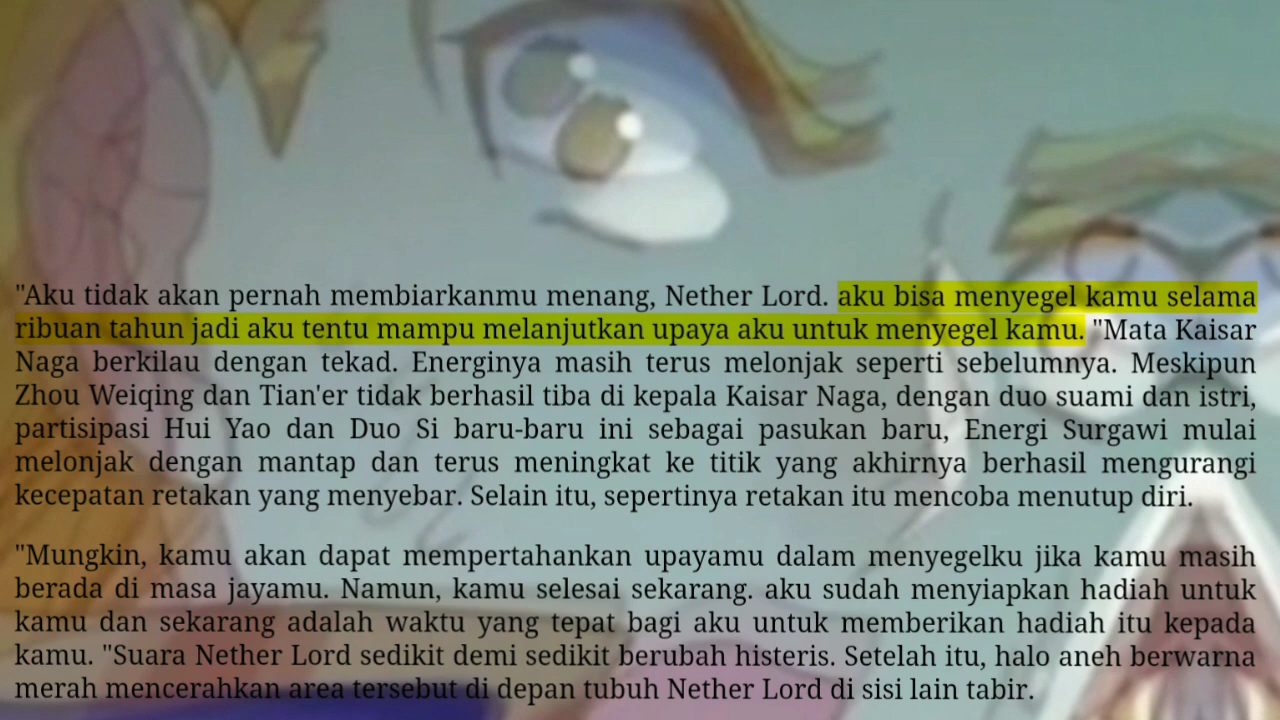 "Aku tidak akan pernah membiarkanmu menang, Nether Lord. aku bisa menyegel kamu selama
ribuan tahun jadi aku tentu mampu melanjutkan upaya aku untuk menyegel kamu. "Mata Kaisar
Naga berkilau dengan tekad. Energinya masih terus melonjak seperti sebelumnya. Meskipun
Zhou Weiqing dan Tian'er tidak berhasil tiba di kepala Kaisar Naga, dengan duo suami dan istri,
partisipasi Hui Yao dan Duo Si baru-baru ini sebagai pasukan baru, Energi Surgawi mulai
melonjak dengan mantap dan terus meningkat ke titik yang akhirnya berhasil mengurangi
kecepatan retakan yang menyebar. Selain itu, sepertinya retakan itu mencoba menutup diri.
"Mungkin, kamu akan dapat mempertahankan upayamu dalam menyegelku jika kamu masih
berada di masa jayamu. Namun, kamu selesai sekarang. aku sudah menyiapkan hadiah untuk
kamu dan sekarang adalah waktu yang tepat bagi aku untuk memberikan hadiah itu kepada
kamu. "Suara Nether Lord sedikit demi sedikit berubah histeris. Setelah itu, halo aneh berwarna
merah mencerahkan area tersebut di depan tubuh Nether Lord di sisi lain tabir.